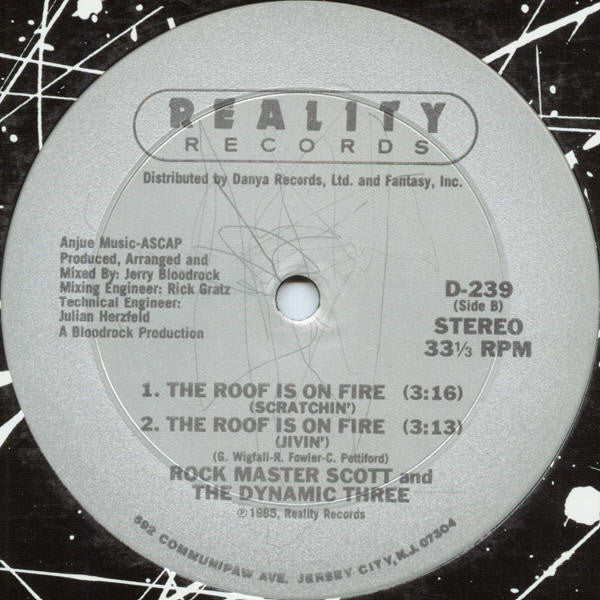 REALITY
RECORDS
Distributed by Danya Records, Ltd. and Fantasy, Inc.
Anjue Music-ASCAP
Produced, Arranged and
Mixed By: Jerry Bloodrock
Mixing Engineer: Rick Gratz
Technical Engineer:
Julian Herzfeld
A Bloodrock Production
D-239
(Side B)
STEREO
33⅓ RPM
1. THE ROOF IS ON FIRE (3:16)
(SCRATCHIN')
2. THE ROOF IS ON FIRE (3:13)
(JIVIN')
(G. Wigfall-R. Fowler-C. Pettiford)
ROCK MASTER SCOTT and
THE DYNAMIC THREE
℗ 1985, Reality Records
592 COMMUNIPAW AVE. JERSEY CITY, N.J. 07304